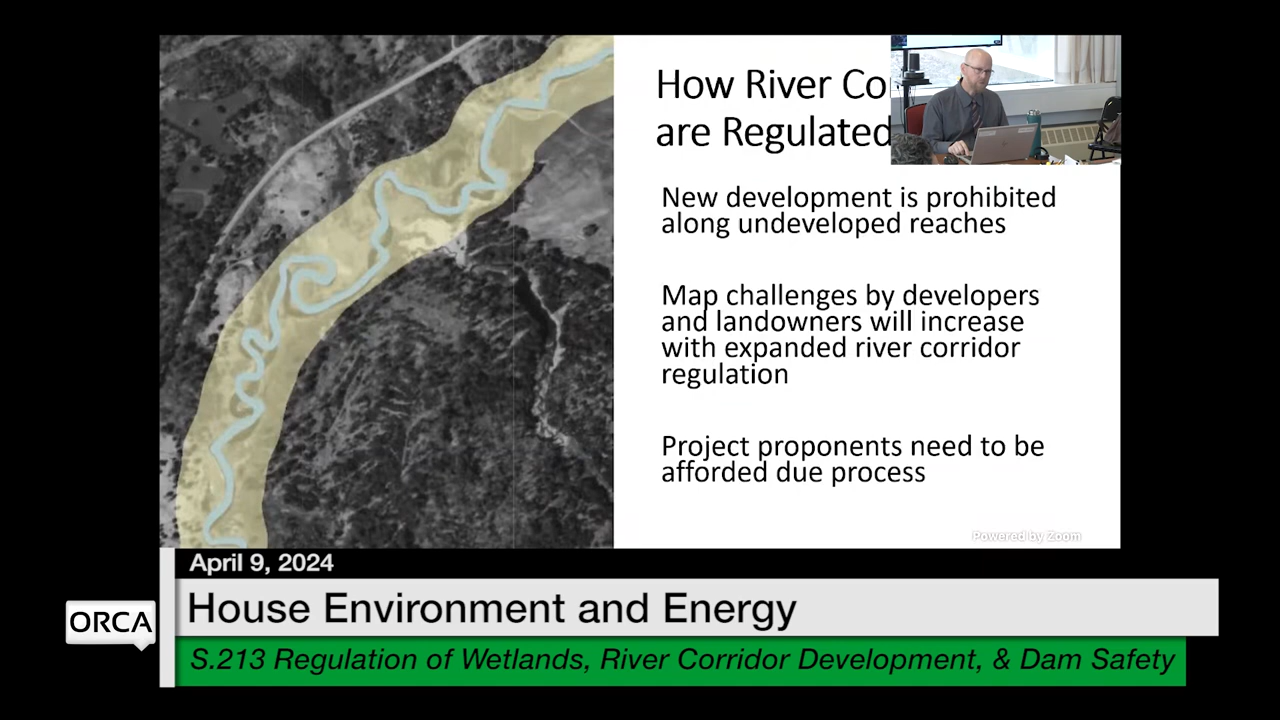 How River Co
are Regulated
New development is prohibited
along undeveloped reaches
Map challenges by developers
and landowners will increase
with expanded river corridor
regulation
Project proponents need to be
afforded due process
Powered by Zoom
April 9, 2024
House Environment and Energy
ORCA
S.213 Regulation of Wetlands, River Corridor Development, & Dam Safety